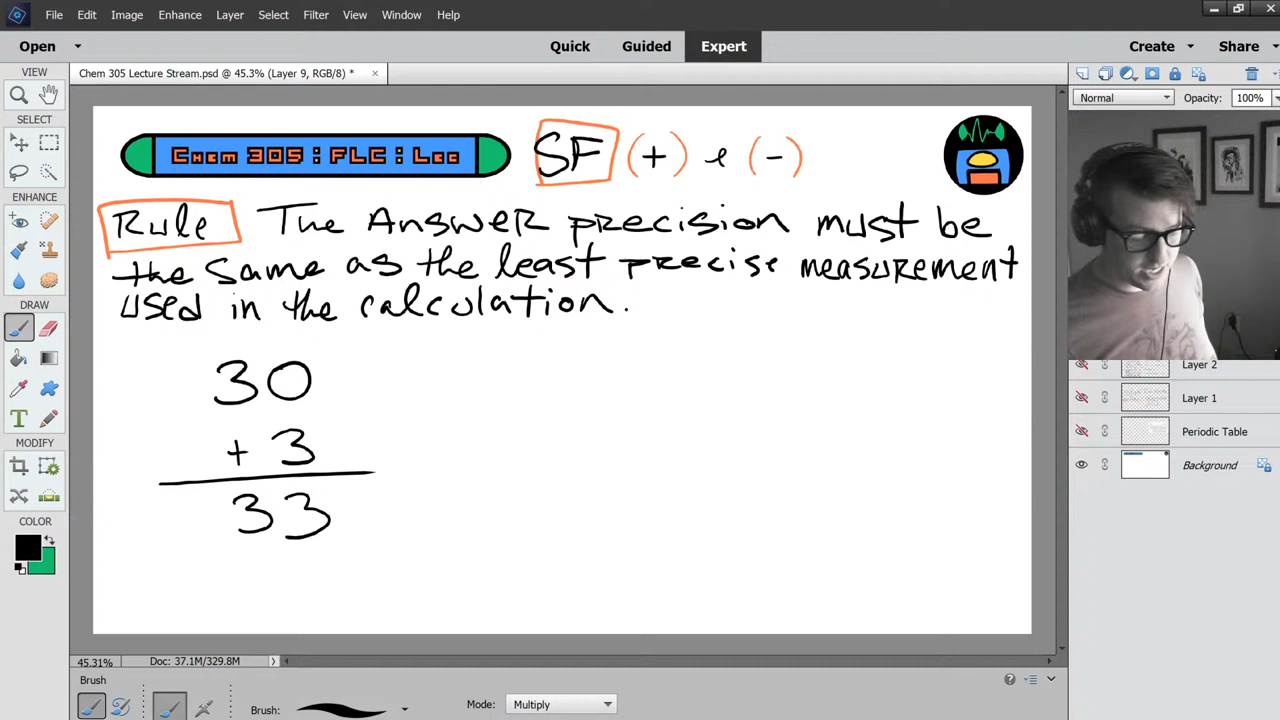 File Edit Image Enhance Layer Select Filter View Window Help
Open Quick Guided Expert Create Share
VIEW
Chem 305 Lecture Stream.psd @ 45.3% (Layer 9, RGB/8) * ×
Normal Opacity: 100%
SELECT
ENHANCE
DRAW
MODIFY
COLOR
Chem 305 : FLC : Lec SF (+) & (-)
Rule The Answer precision must be
the same as the least precise measurement
used in the calculation.
30
+ 3
33
Layer 2
Layer 1
Periodic Table
Background
45.31% Doc: 37.1M/329.8M
Brush
Brush: Mode: Multiply